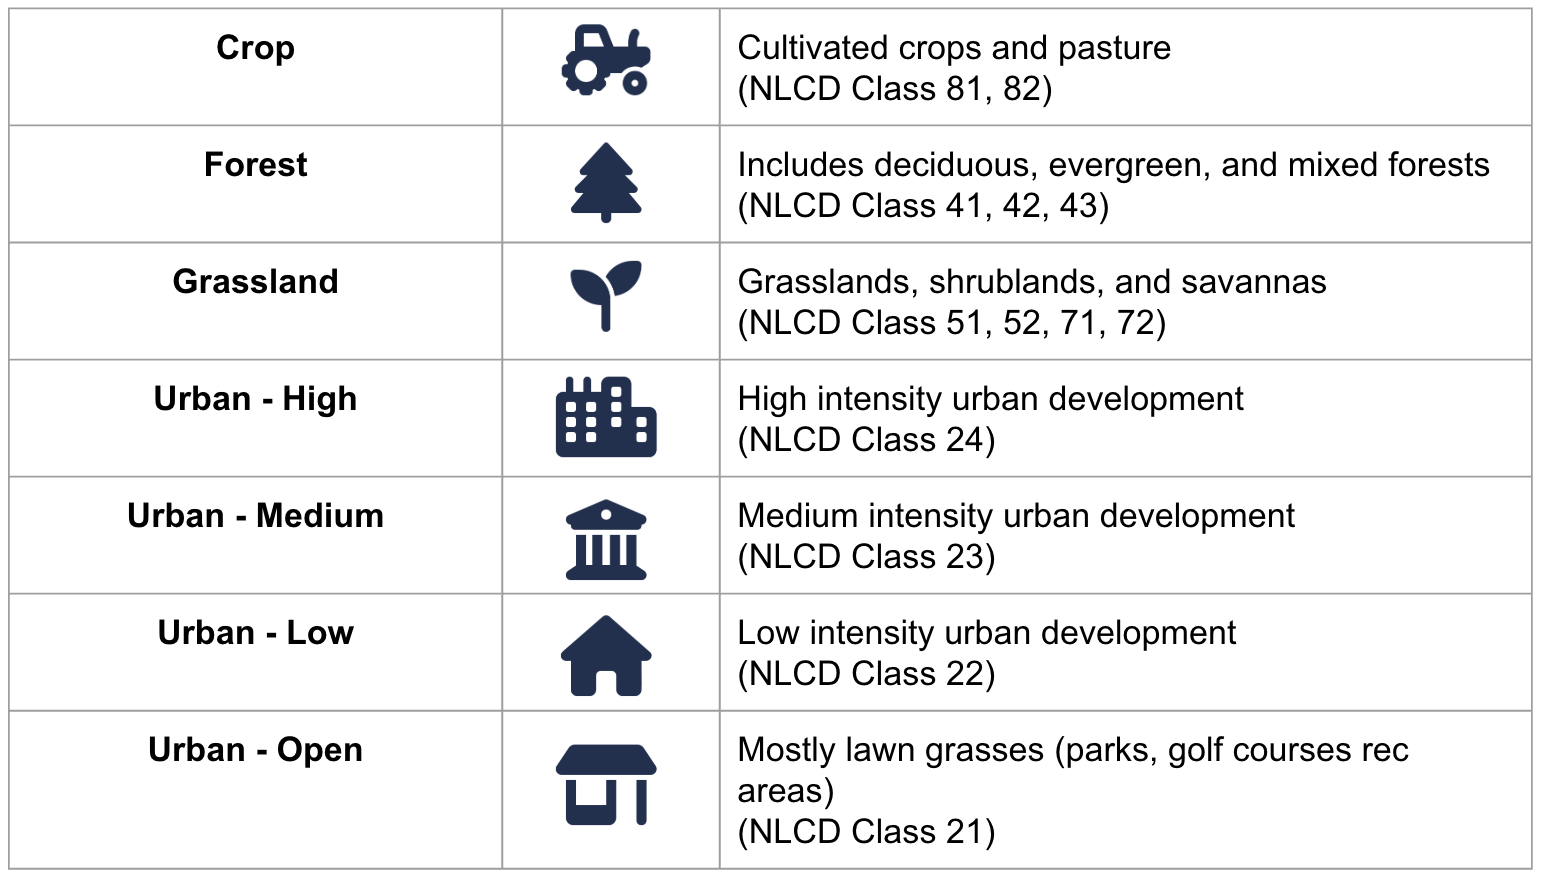 Crop
Cultivated crops and pasture
(NLCD Class 81, 82)
Forest
Includes deciduous, evergreen, and mixed forests
(NLCD Class 41, 42, 43)
Grassland
Grasslands, shrublands, and savannas
(NLCD Class 51, 52, 71, 72)
Urban - High
High intensity urban development
(NLCD Class 24)
Urban - Medium
Medium intensity urban development
(NLCD Class 23)
Urban - Low
Low intensity urban development
(NLCD Class 22)
Urban - Open
Mostly lawn grasses (parks, golf courses rec
areas)
(NLCD Class 21)